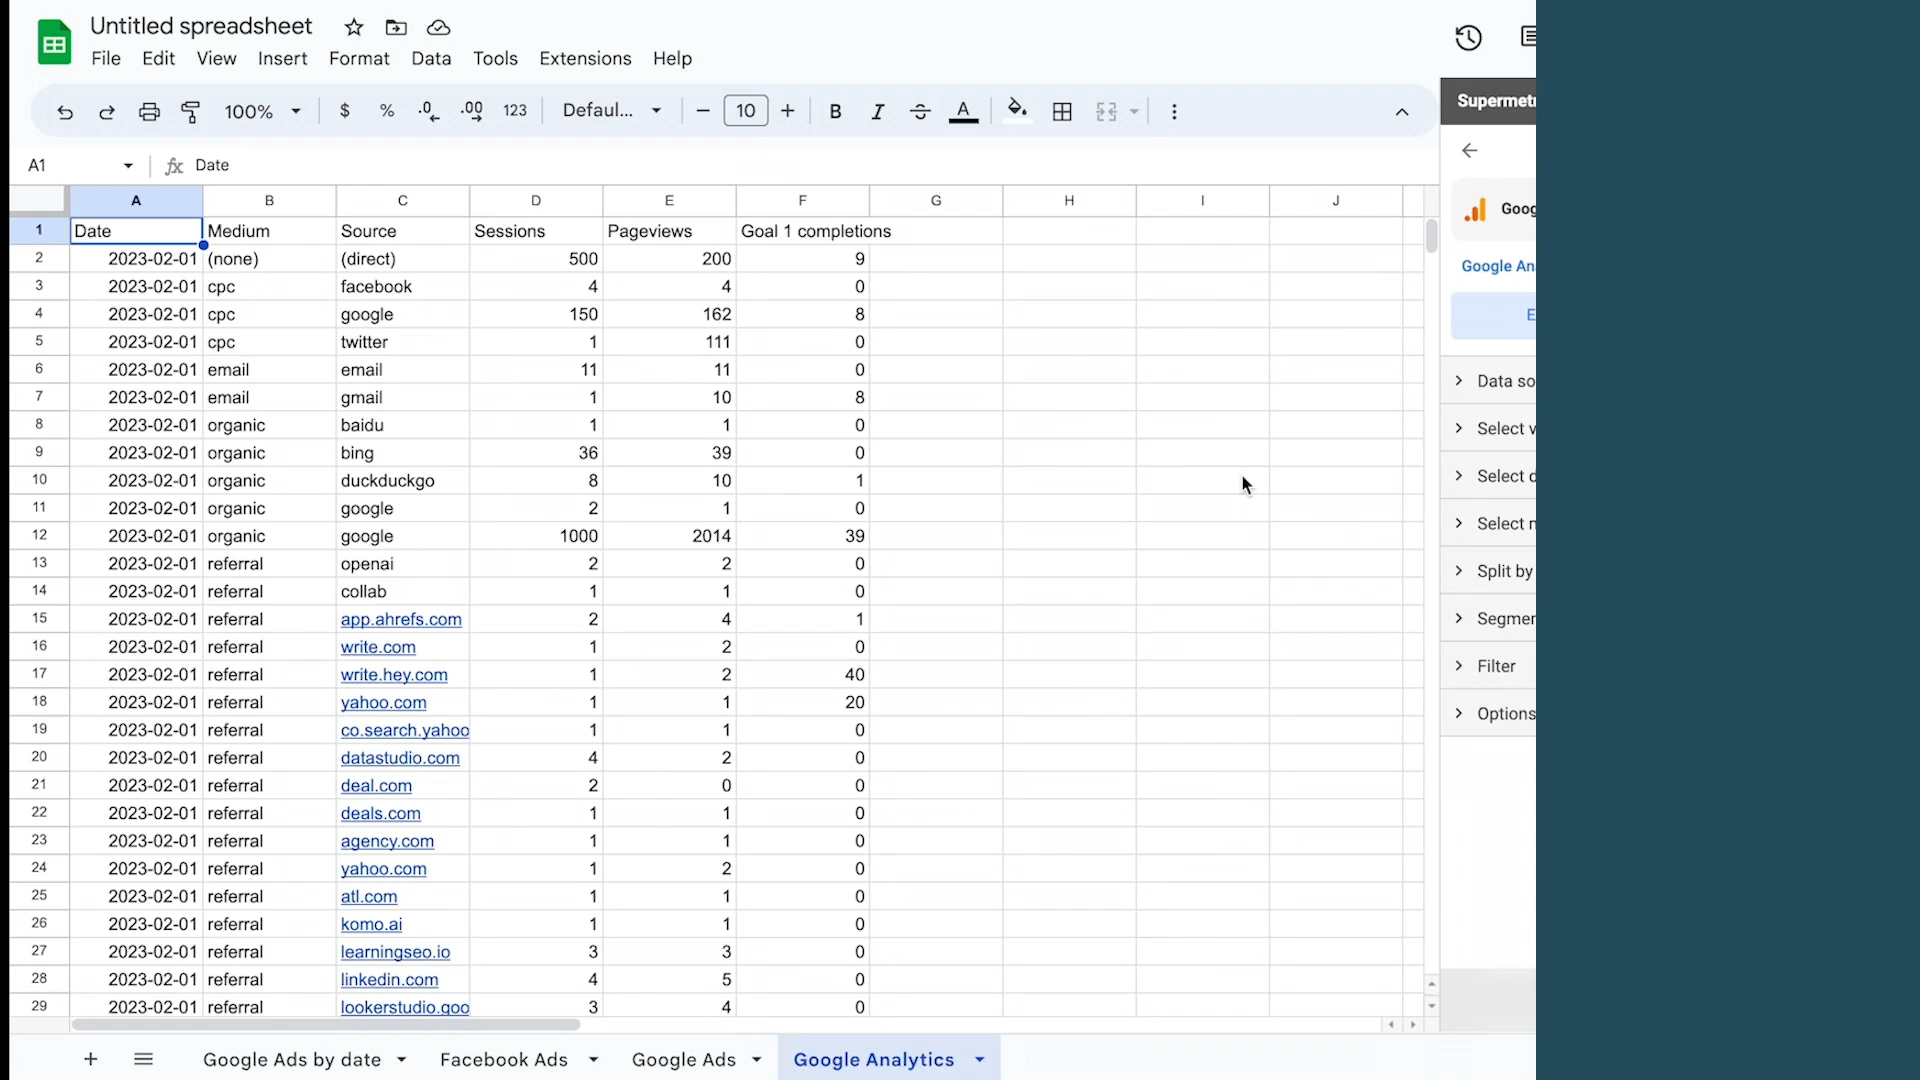 Untitled spreadsheet
File Edit View Insert Format Data Tools Extensions Help
100% $ % .0 .00 123 Defaul... 10 B I S A
A1 fx Date
Supermet
Goog
Google An
E
Data so
Select v
Select d
Select m
Split by
Segmen
Filter
Options
A B C D E F G H I J
1 Date Medium Source Sessions Pageviews Goal 1 completions
2 2023-02-01 (none) (direct) 500 200 9
3 2023-02-01 cpc facebook 4 4 0
4 2023-02-01 cpc google 150 162 8
5 2023-02-01 cpc twitter 1 111 0
6 2023-02-01 email email 11 11 0
7 2023-02-01 email gmail 1 10 8
8 2023-02-01 organic baidu 1 1 0
9 2023-02-01 organic bing 36 39 0
10 2023-02-01 organic duckduckgo 8 10 1
11 2023-02-01 organic google 2 1 0
12 2023-02-01 organic google 1000 2014 39
13 2023-02-01 referral openai 2 2 0
14 2023-02-01 referral collab 1 1 0
15 2023-02-01 referral app.ahrefs.com 2 4 1
16 2023-02-01 referral write.com 1 2 0
17 2023-02-01 referral write.hey.com 1 2 40
18 2023-02-01 referral yahoo.com 1 1 20
19 2023-02-01 referral co.search.yahoo 1 1 0
20 2023-02-01 referral datastudio.com 4 2 0
21 2023-02-01 referral deal.com 2 0 0
22 2023-02-01 referral deals.com 1 1 0
23 2023-02-01 referral agency.com 1 1 0
24 2023-02-01 referral yahoo.com 1 2 0
25 2023-02-01 referral atl.com 1 1 0
26 2023-02-01 referral komo.ai 1 1 0
27 2023-02-01 referral learningseo.io 3 3 0
28 2023-02-01 referral linkedin.com 4 5 0
29 2023-02-01 referral lookerstudio.goo 3 4 0
Google Ads by date Facebook Ads Google Ads Google Analytics